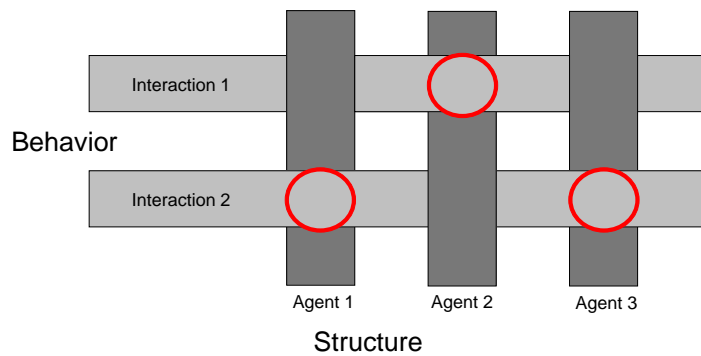 Interaction 1
Behavior
Interaction 2
Agent 1 Agent 2 Agent 3
Structure